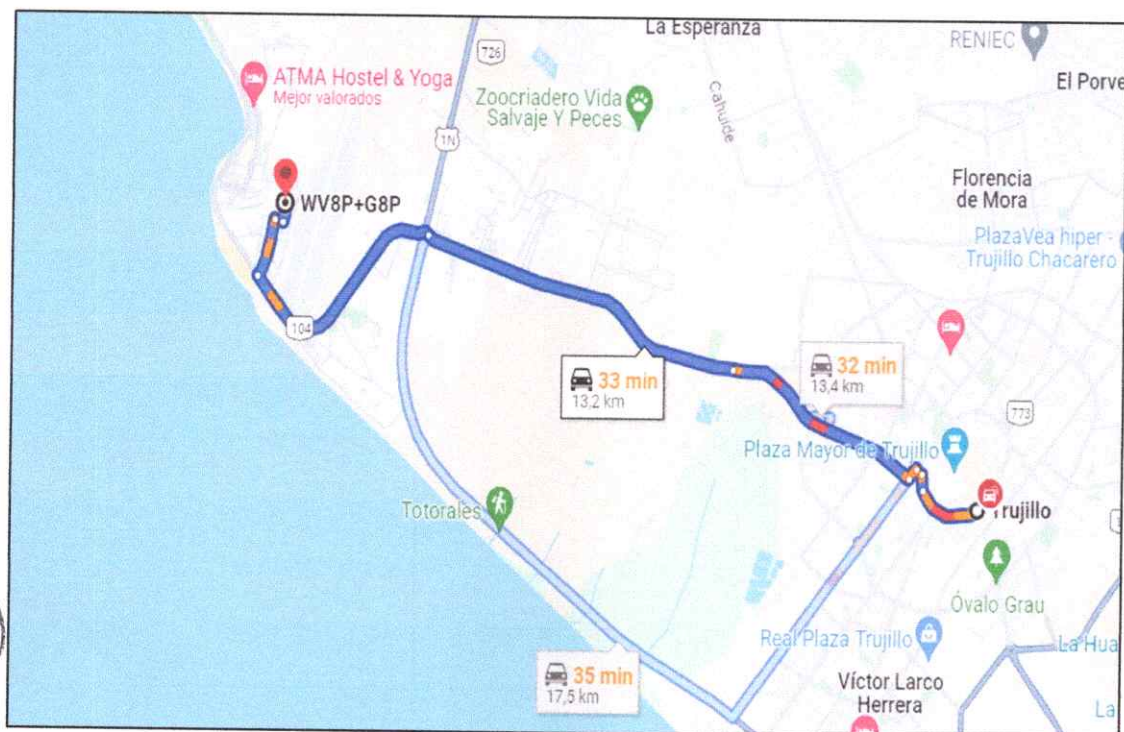 La Esperanza
RENIEC
726
ATMA Hostel & Yoga
Mejor valorados
El Porve
Zoocriadero Vida
Salvaje Y Peces
Cahuide
1N
Florencia
de Mora
WV8P+G8P
PlazaVea hiper -
Trujillo Chacarero
104
33 min
13,2 km
32 min
13,4 km
773
Plaza Mayor de Trujillo
Totorales
Trujillo
Óvalo Grau
Real Plaza Trujillo
La Hua
35 min
17,5 km
Víctor Larco
Herrera
La